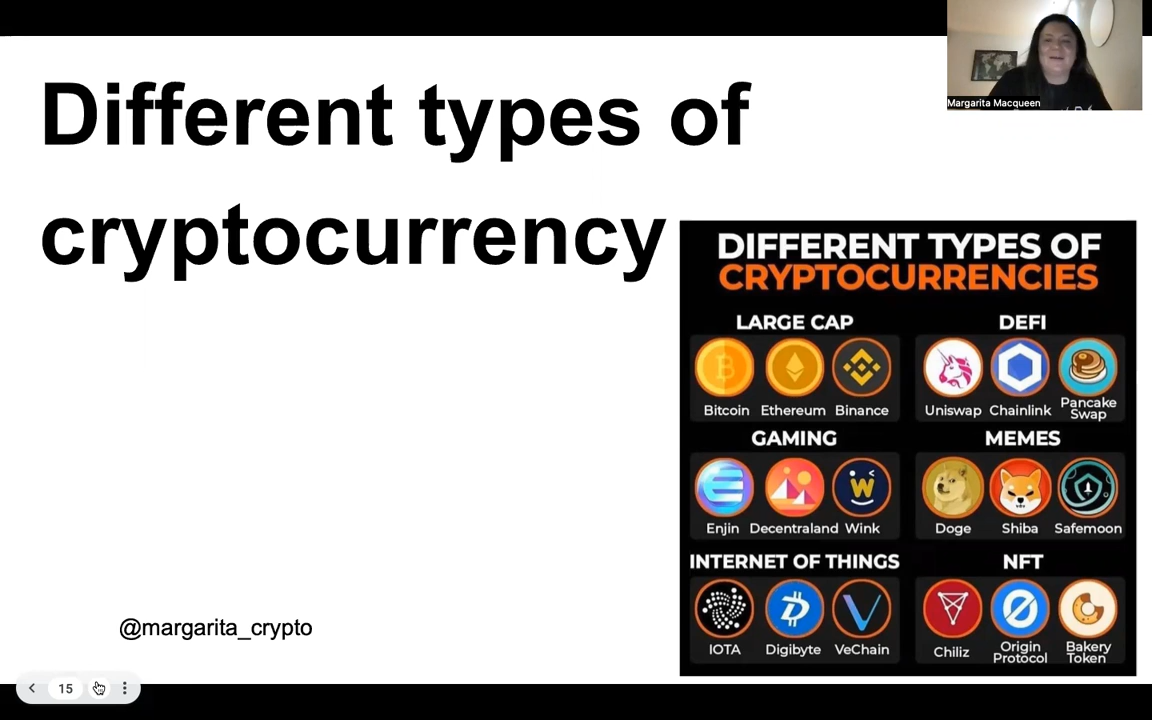 Different types of
cryptocurrency
Margarita Macqueen
DIFFERENT TYPES OF
CRYPTOCURRENCIES
LARGE CAP
Bitcoin Ethereum Binance
DEFI
Uniswap Chainlink Pancake
Swap
GAMING
Enjin Decentraland Wink
MEMES
Doge Shiba Safemoon
INTERNET OF THINGS
IOTA Digibyte VeChain
NFT
Chiliz Origin
Protocol Bakery
Token
@margarita_crypto
15